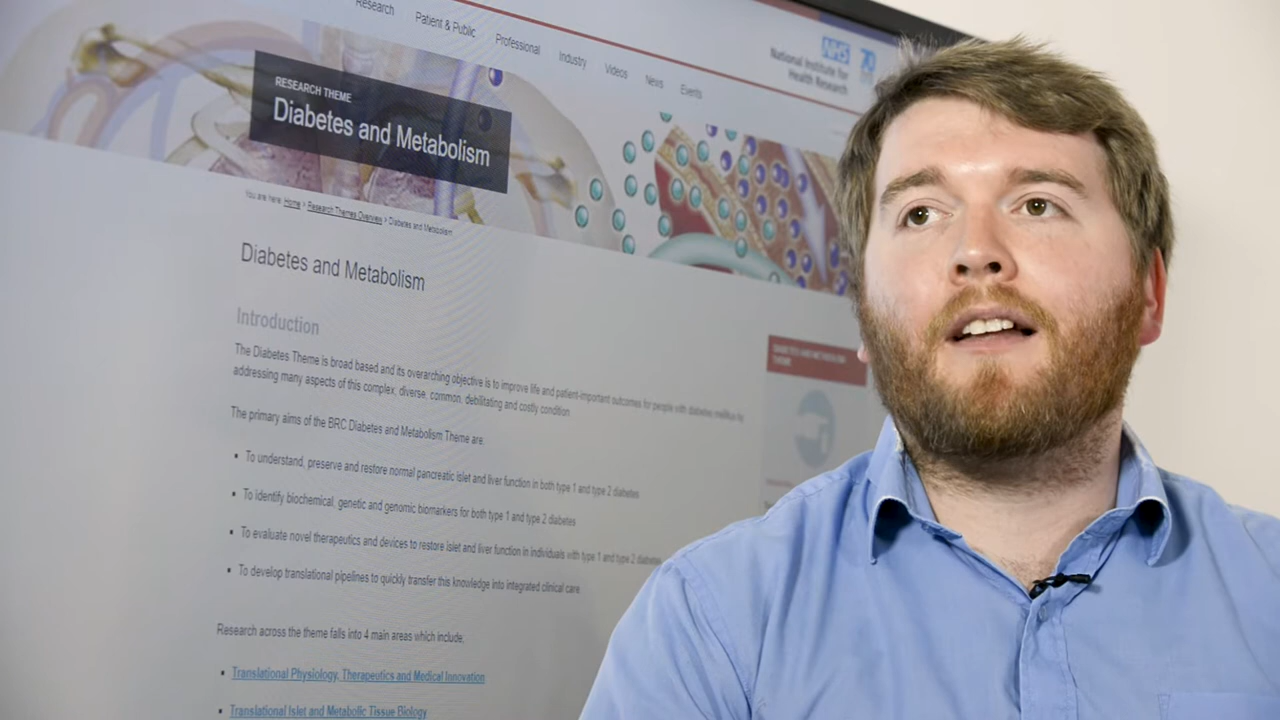 Research Patient & Public Professional Industry Videos News Events
NHS 70
National Institute for
Health Research
RESEARCH THEME
Diabetes and Metabolism
You are here: Home > Research Themes Overview > Diabetes and Metabolism
Diabetes and Metabolism
Introduction
The Diabetes Theme is broad based and its overarching objective is to improve life and patient-important outcomes for people with diabetes mellitus by
addressing many aspects of this complex, diverse, common, debilitating and costly condition
The primary aims of the BRC Diabetes and Metabolism Theme are:
• To understand, preserve and restore normal pancreatic islet and liver function in both type 1 and type 2 diabetes
• To identify biochemical, genetic and genomic biomarkers for both type 1 and type 2 diabetes
• To evaluate novel therapeutics and devices to restore islet and liver function in individuals with type 1 and type 2 diabetes
• To develop translational pipelines to quickly transfer this knowledge into integrated clinical care
Research across the theme falls into 4 main areas which include:
• Translational Physiology, Therapeutics and Medical Innovation
• Translational Islet and Metabolic Tissue Biology
DIABETES AND METABOLISM
THEME